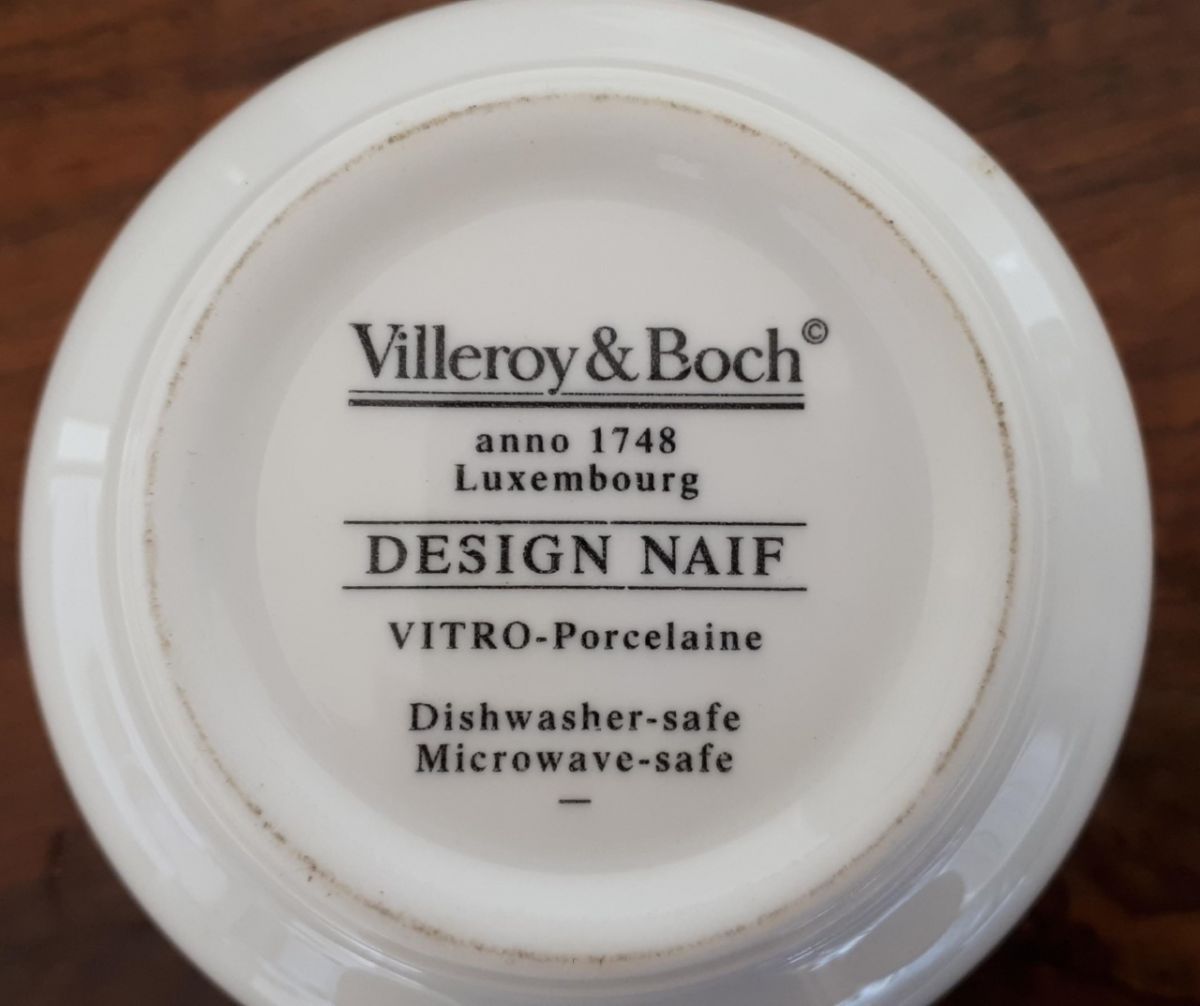 Villeroy & Boch©
anno 1748
Luxembourg
DESIGN NAIF
VITRO-Porcelaine
Dishwasher-safe
Microwave-safe
—